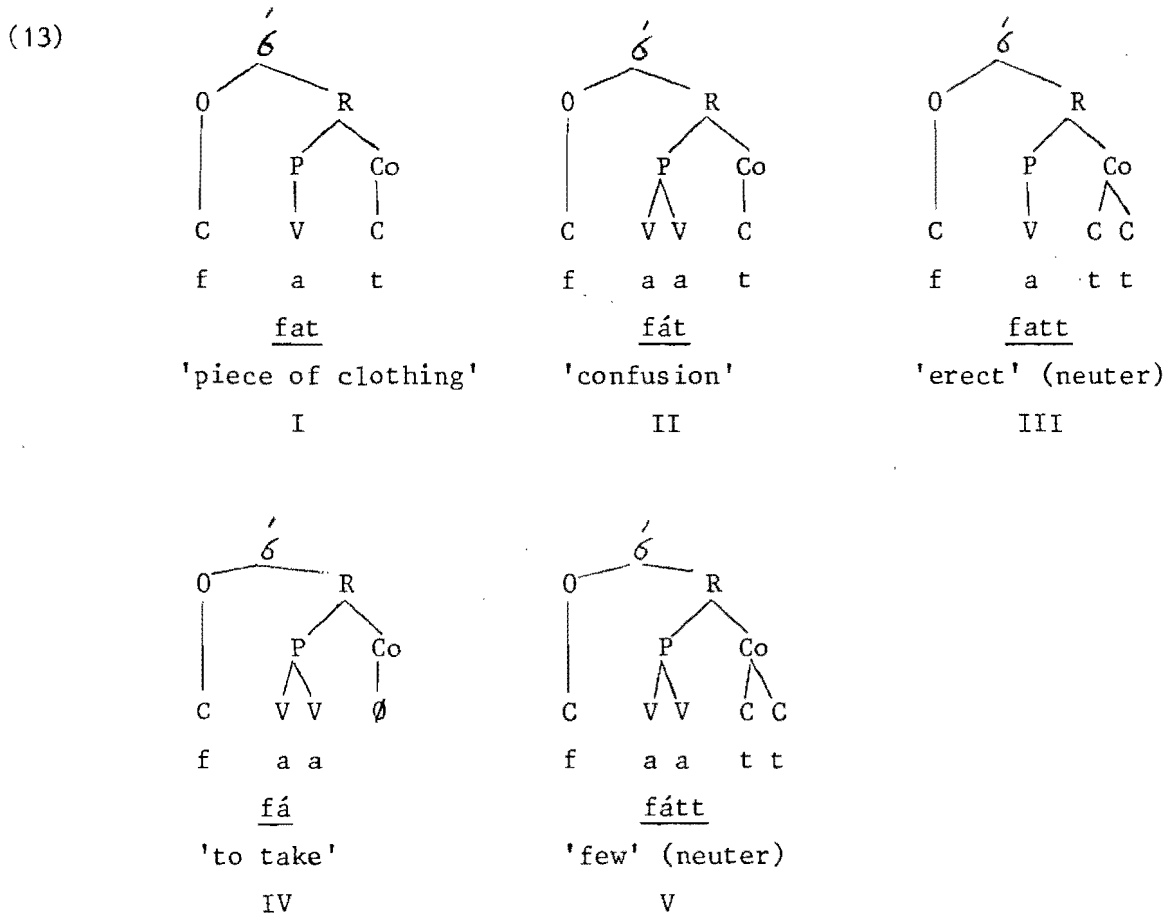 (13)
σ́ σ́ σ́
O R O R O R
P Co P Co P Co
C V C C V V C C V C C
f a t f a a t f a t t
fat fát fatt
'piece of clothing' 'confusion' 'erect' (neuter)
I II III
σ́ σ́
O R O R
P Co P Co
C V V Ø C V V C C
f a a f a a t t
fá fátt
'to take' 'few' (neuter)
IV V